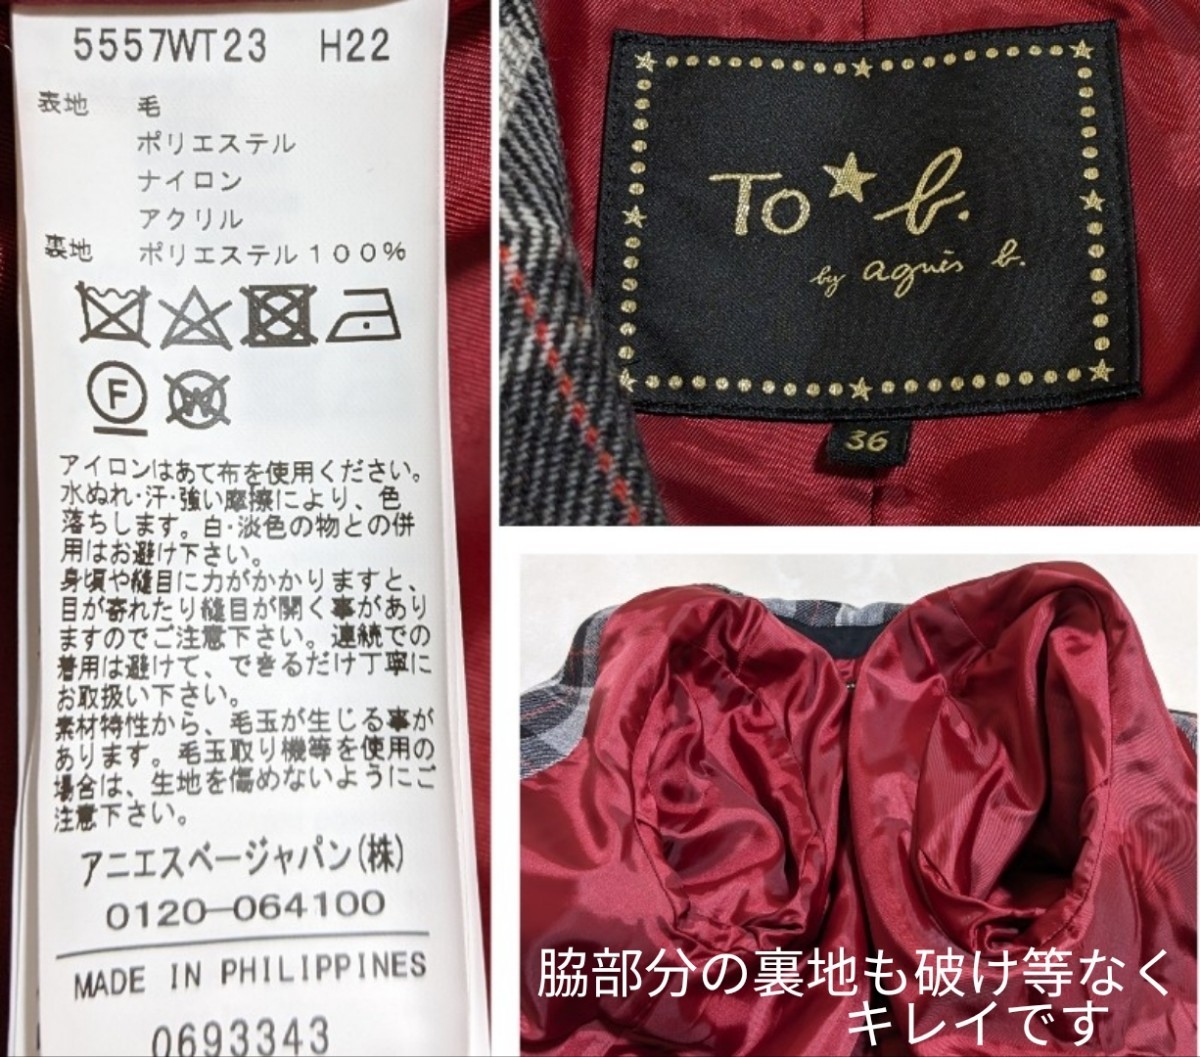 5557WT23 H22
表地 毛
ポリエステル
ナイロン
アクリル
裏地 ポリエステル100%
F
W
アイロンはあて布を使用ください。
水ぬれ・汗・強い摩擦により、色
落ちします。白・淡色の物との併
用はお避け下さい。
身頃や縫目に力がかかりますと、
目が寄れたり縫目が開く事があり
ますのでご注意下さい。連続での
着用は避けて、できるだけ丁寧に
お取扱い下さい。
素材特性から、毛玉が生じる事が
あります。毛玉取り機等を使用の
場合は、生地を傷めないようにご
注意下さい。
アニエスベージャパン(株)
0120-064100
MADE IN PHILIPPINES
0693343
TO★b.
by agnès b.
36
脇部分の裏地も破け等なく
キレイです